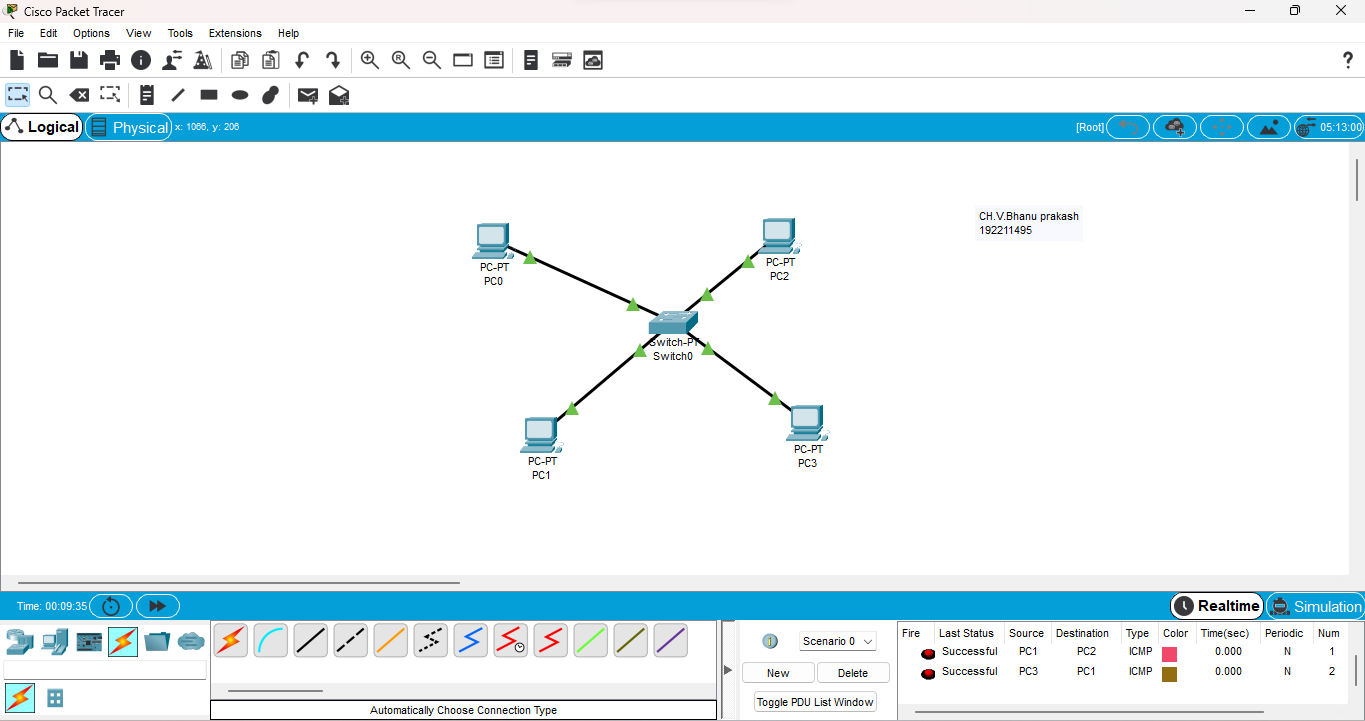 Cisco Packet Tracer
File Edit Options View Tools Extensions Help
?
Logical Physical x: 1066, y: 206 [Root] 05:13:00
CH.V.Bhanu prakash
192211495
PC-PT
PC0
PC-PT
PC2
Switch-PT
Switch0
PC-PT
PC1
PC-PT
PC3
Time: 00:09:35 Realtime Simulation
Scenario 0
New Delete
Toggle PDU List Window
Fire Last Status Source Destination Type Color Time(sec) Periodic Num
Successful PC1 PC2 ICMP 0.000 N 1
Successful PC3 PC1 ICMP 0.000 N 2
Automatically Choose Connection Type